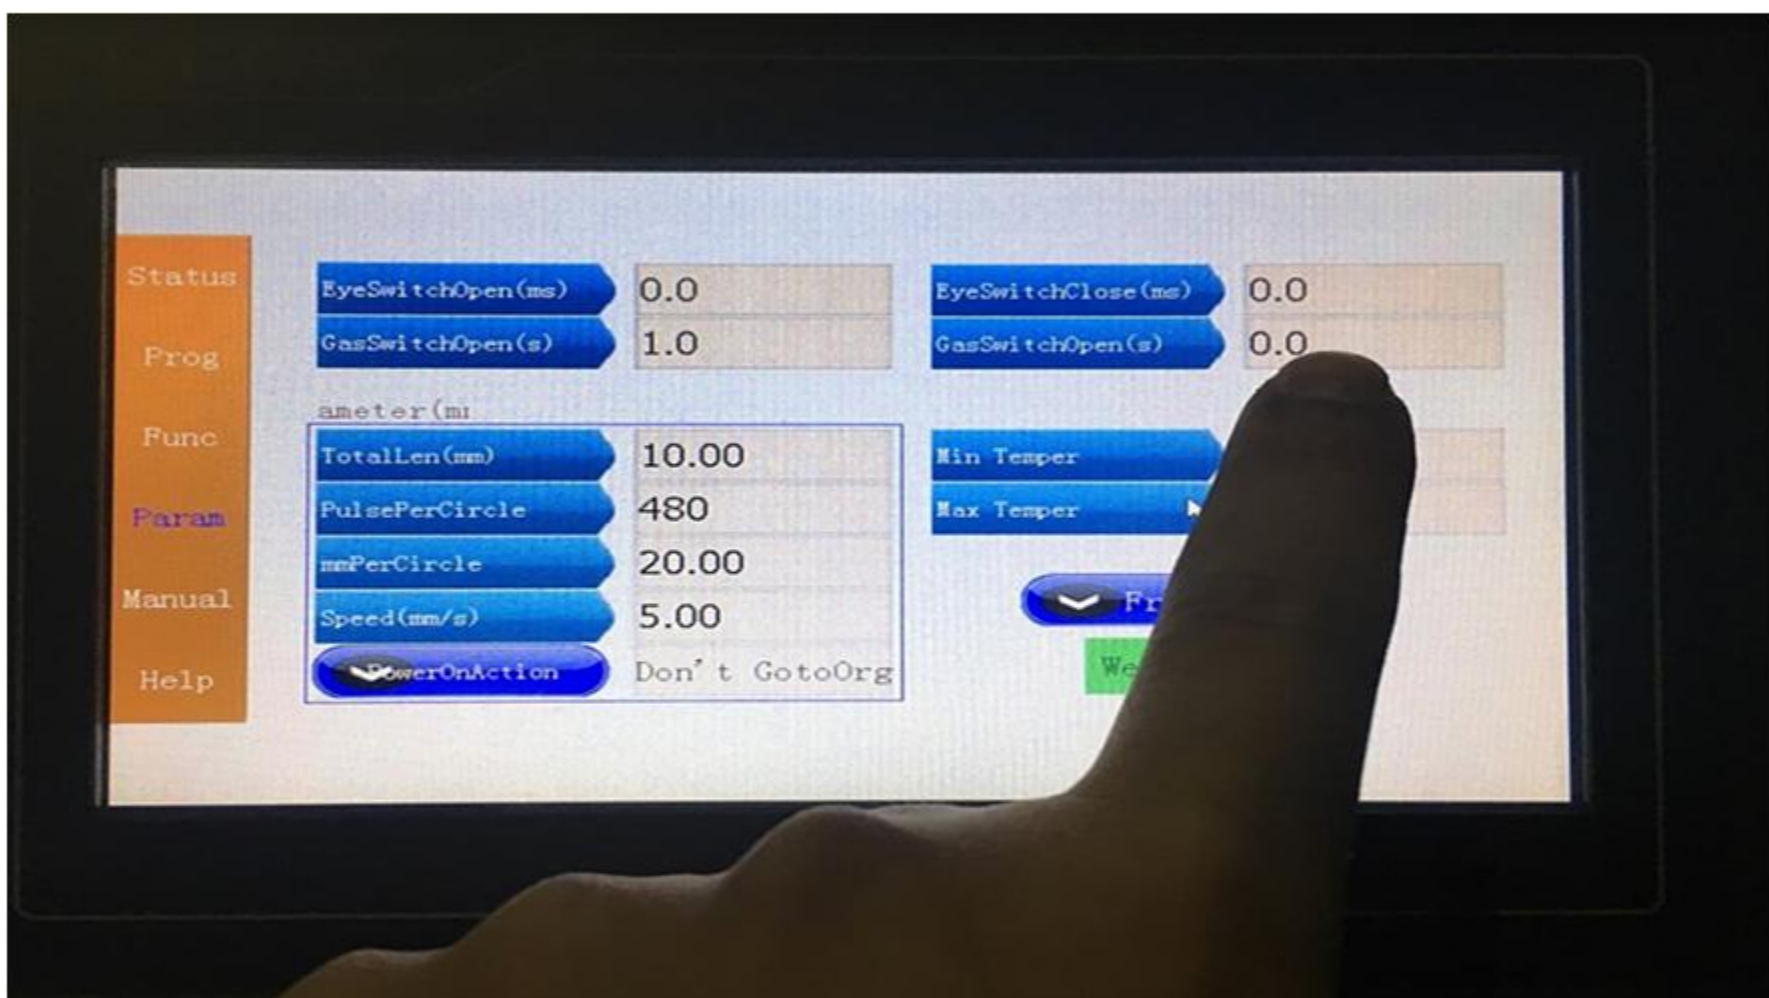 Status
Prog
Func
Param
Manual
Help
EyeSwitchOpen(ms) 0.0 EyeSwitchClose(ms) 0.0
GasSwitchOpen(s) 1.0 GasSwitchOpen(s) 0.0
ameter(m
TotalLen(mm) 10.00 Min Temper
PulsePerCircle 480 Max Temper
mmPerCircle 20.00
Speed(mm/s) 5.00 Fr
PowerOnAction Don't GotoOrg We